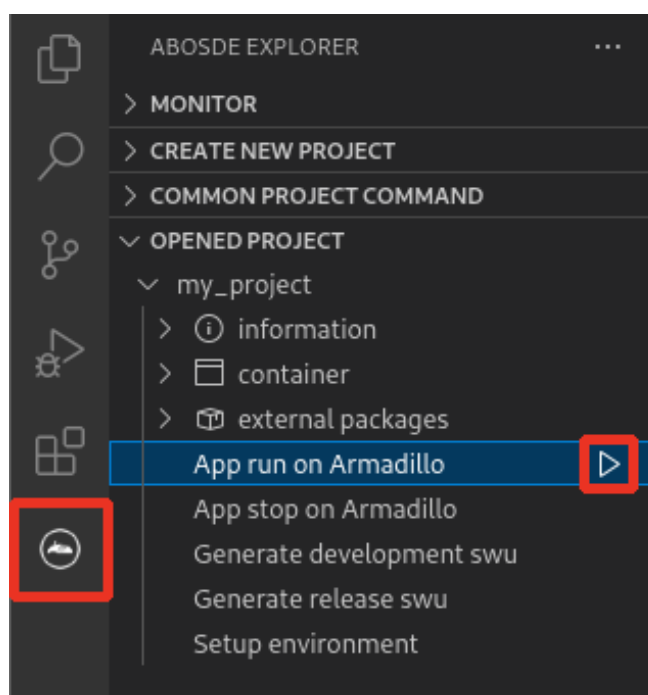 ABOSDE EXPLORER
MONITOR
CREATE NEW PROJECT
COMMON PROJECT COMMAND
OPENED PROJECT
my_project
information
container
external packages
App run on Armadillo
App stop on Armadillo
Generate development swu
Generate release swu
Setup environment